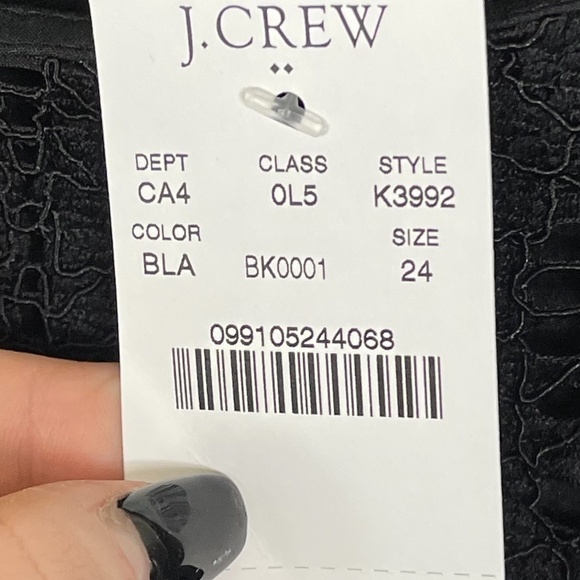 J.CREW
DEPT CLASS STYLE
CA4 0L5 K3992
COLOR SIZE
BLA BK0001 24
099105244068